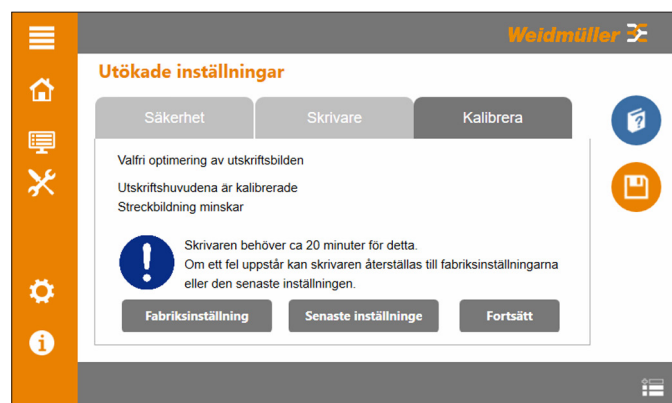 Weidmüller
Utökade inställningar
Säkerhet
Skrivare
Kalibrera
Valfri optimering av utskriftsbilden
Utskriftshuvudena är kalibrerade
Streckbildning minskar
Skrivaren behöver ca 20 minuter för detta.
Om ett fel uppstår kan skrivaren återställas till fabriksinställningarna
eller den senaste inställningen.
Fabriksinställning
Senaste inställninge
Fortsätt